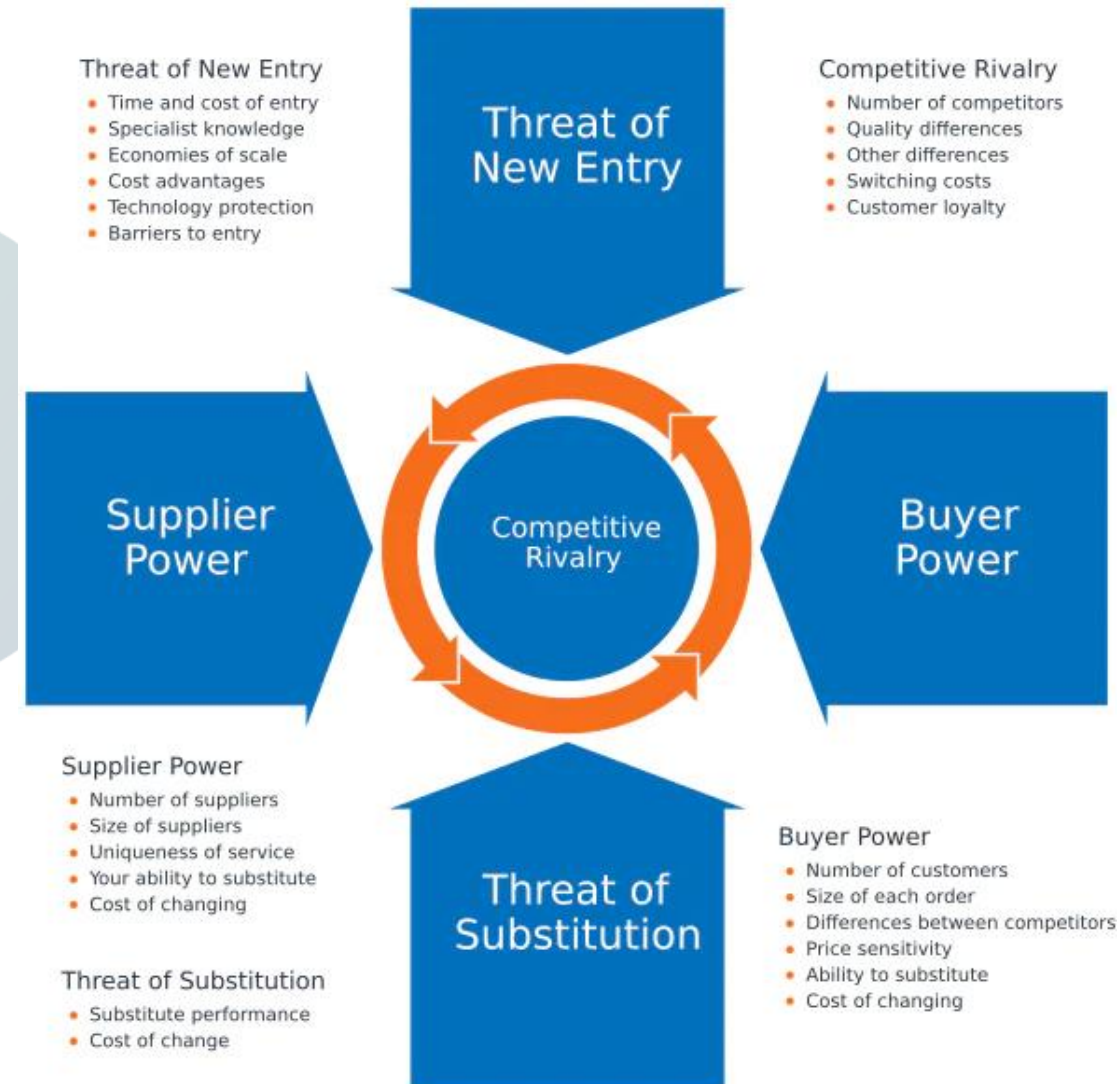 Threat of New Entry
Time and cost of entry
Specialist knowledge
Economies of scale
Cost advantages
Technology protection
Barriers to entry
Threat of
New Entry
Competitive Rivalry
Number of competitors
Quality differences
Other differences
Switching costs
Customer loyalty
Supplier
Power
Competitive
Rivalry
Buyer
Power
Supplier Power
Number of suppliers
Size of suppliers
Uniqueness of service
Your ability to substitute
Cost of changing
Threat of Substitution
Substitute performance
Cost of change
Threat of
Substitution
Buyer Power
Number of customers
Size of each order
Differences between competitors
Price sensitivity
Ability to substitute
Cost of changing